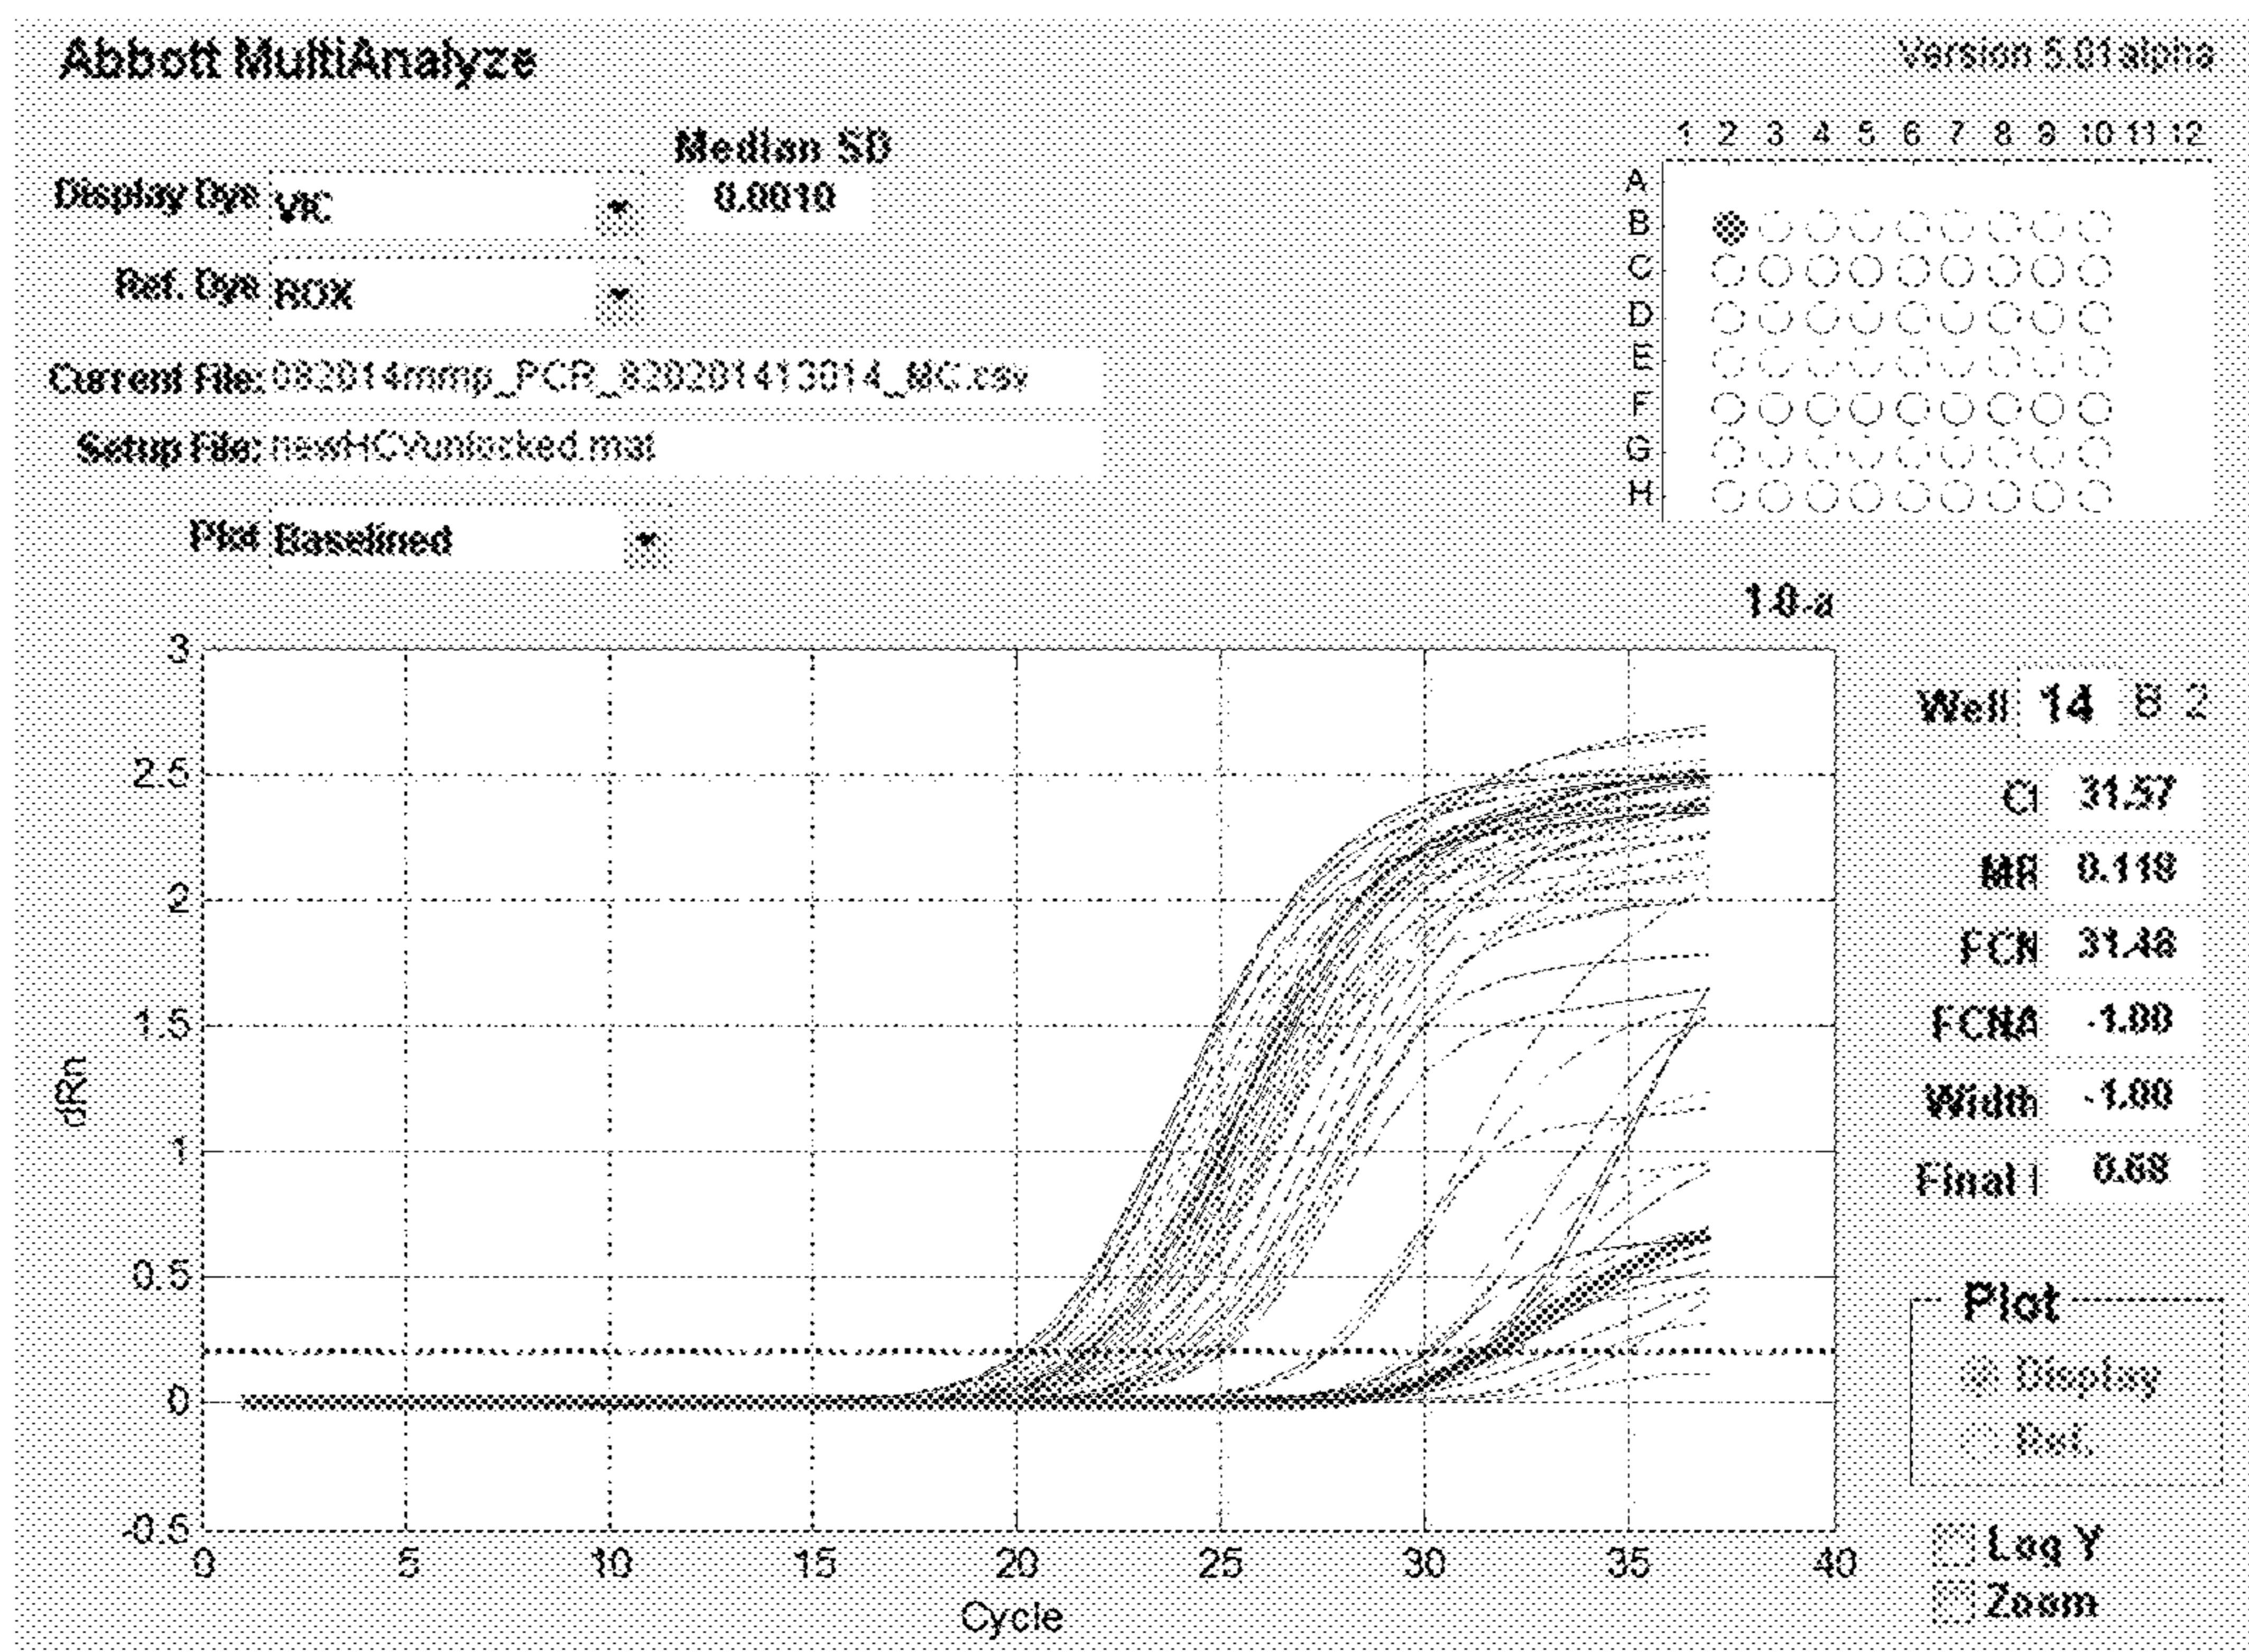 Abbott MultiAnalyze
Version 5.01alpha
Median SD
0.0010
Display Dye VIC
Ref. Dye ROX
Current File: 082014mmp_PCR_820201413014_MC.csv
Setup File: newHCVunlocked.mat
Plot Baselined
1 2 3 4 5 6 7 8 9 10 11 12
A
B
C
D
E
F
G
H
1.0-a
3
2.5
2
1.5
1
0.5
0
-0.5
dRn
0 5 10 15 20 25 30 35 40
Cycle
Well 14 B 2
Ct 31.57
MR 0.119
FCN 31.48
FCNA -1.00
Width -1.00
Final I 0.68
Plot
Display
Ref.
Log Y
Zoom